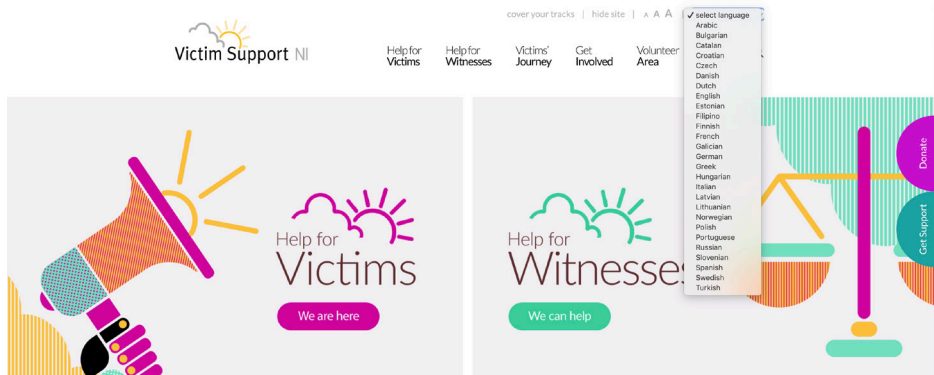 cover your tracks | hide site | A A A |
✓ select language
Arabic
Bulgarian
Catalan
Croatian
Czech
Danish
Dutch
English
Estonian
Filipino
Finnish
French
Galician
German
Greek
Hungarian
Italian
Latvian
Lithuanian
Norwegian
Polish
Portuguese
Russian
Slovenian
Spanish
Swedish
Turkish
Victim Support NI
Help for
Victims
Help for
Witnesses
Victims'
Journey
Get
Involved
Volunteer
Area
Help for
Victims
We are here
Help for
Witnesses
We can help
Donate
Get Support